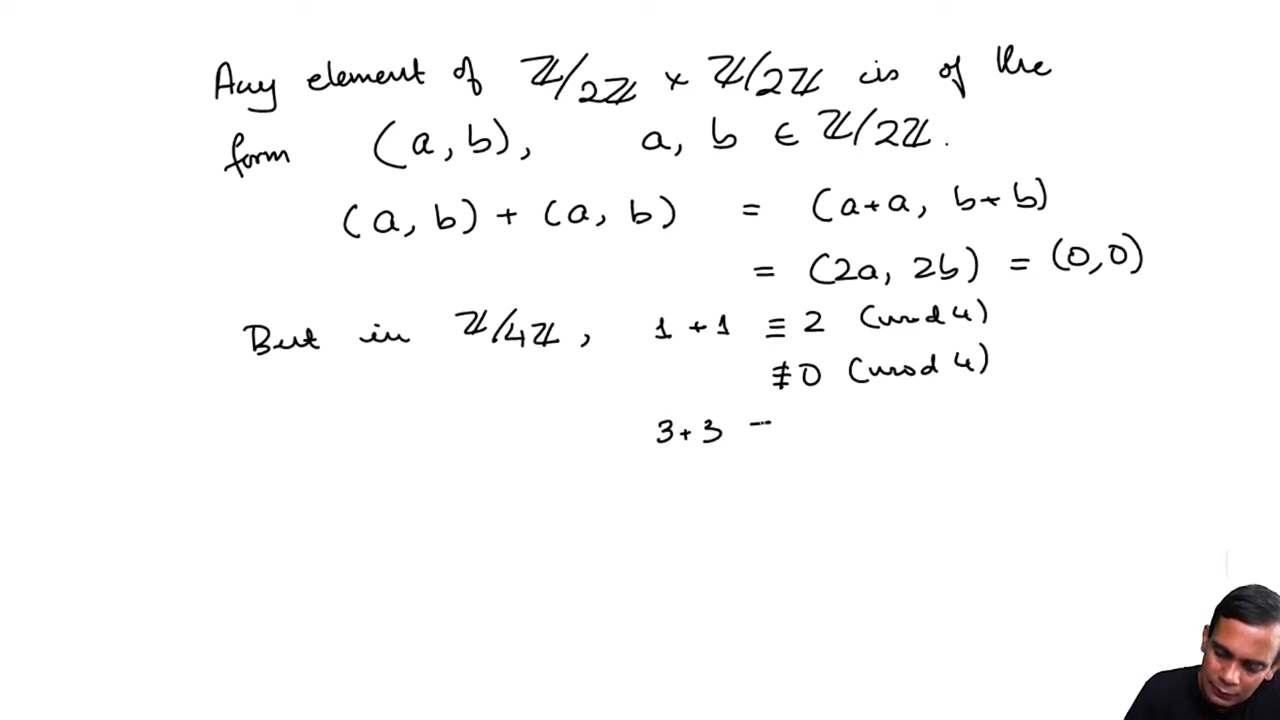 Any element of ℤ/2ℤ × ℤ/2ℤ is of the
form (a, b), a, b ∈ ℤ/2ℤ.
(a, b) + (a, b) = (a+a, b+b)
= (2a, 2b) = (0,0)
But in ℤ/4ℤ, 1 + 1 ≡ 2 (mod 4)
≢ 0 (mod 4)
3+3